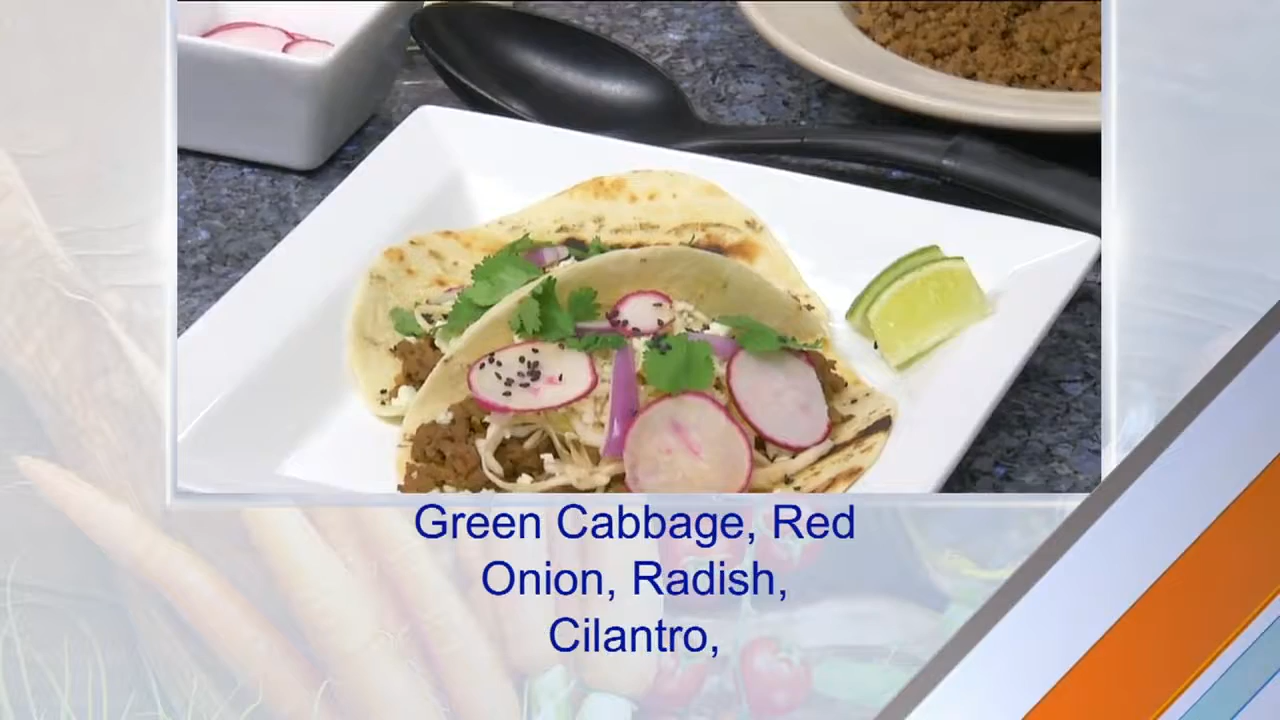 Green Cabbage, Red
Onion, Radish,
Cilantro,